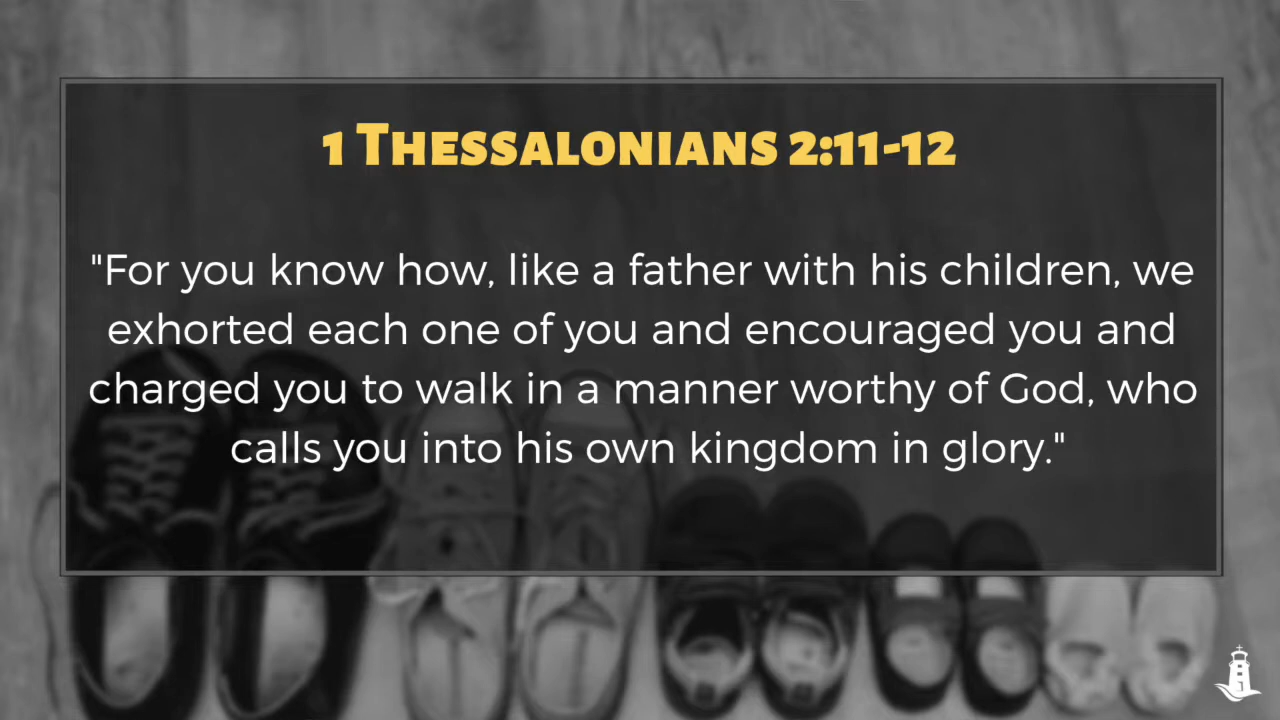 1 Thessalonians 2:11-12
"For you know how, like a father with his children, we
exhorted each one of you and encouraged you and
charged you to walk in a manner worthy of God, who
calls you into his own kingdom in glory."